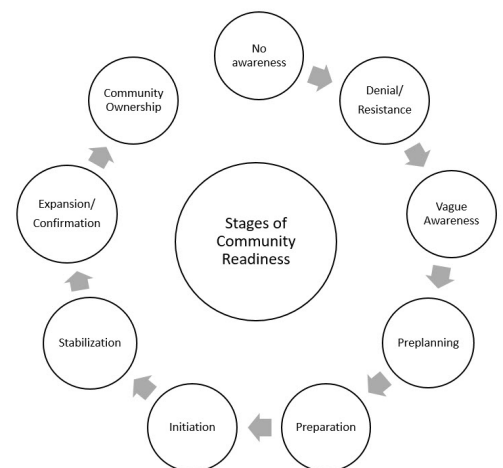 No
awareness
Denial/
Resistance
Vague
Awareness
Preplanning
Preparation
Initiation
Stabilization
Expansion/
Confirmation
Community
Ownership
Stages of
Community
Readiness